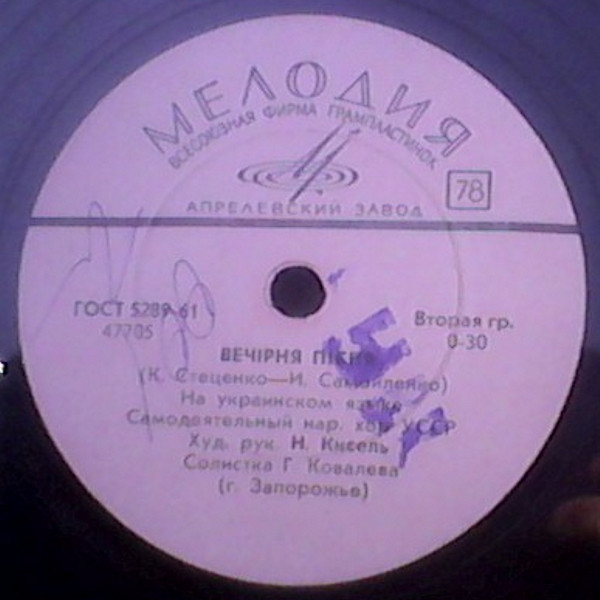 МЕЛОДИЯ
ВСЕСОЮЗНАЯ ФИРМА ГРАМПЛАСТИНОК
78
АПРЕЛЕВСКИЙ ЗАВОД
ГОСТ 5289-61
47705
Вторая гр.
0-30
ВЕЧІРНЯ ПІСНЯ
(К. Стеценко—И. Самойленко)
На украинском языке
Самодеятельный нар. хор УССР
Худ. рук. Н. Кисель
Солистка Г. Ковалева
(г. Запорожье)